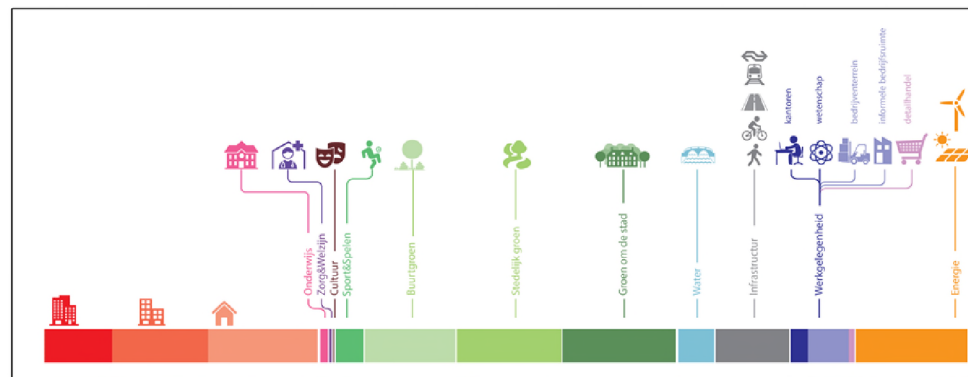 kantoren
wetenschap
bedrijventerrein
informele bedrijfsruimte
detailhandel
Onderwijs
Zorg&Welzijn
Cultuur
Sport&Spelen
Buurtgroen
Stedelijk groen
Groen om de stad
Water
Infrastructur
Werkgelegenheid
Energie